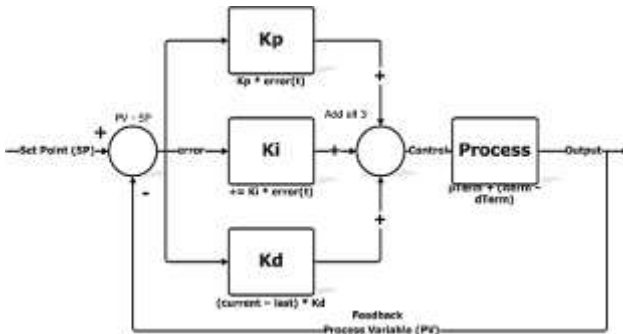 Kp
Kp * error(t)
+
PV - SP
Add all 3
+
Set Point (SP)
error
Ki
+
Control
Process
Output
-
+= Ki * error(t)
pTerm + (iTerm -
dTerm)
+
Kd
(current - last) * Kd
Feedback
Process Variable (PV)